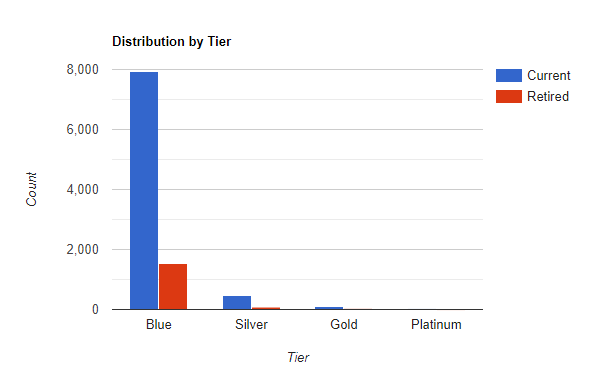 Distribution by Tier
8,000
6,000
4,000
2,000
0
Count
Blue
Silver
Gold
Platinum
Tier
Current
Retired